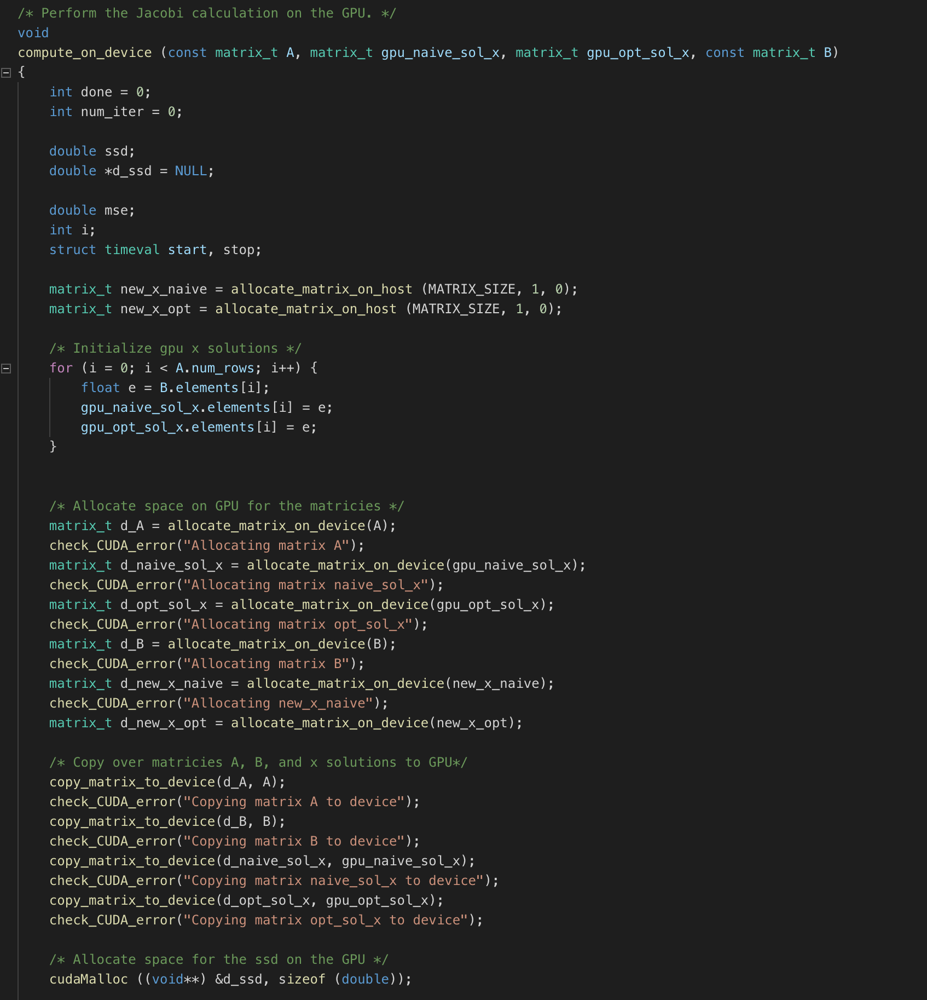 /* Perform the Jacobi calculation on the GPU. */
void
compute_on_device (const matrix_t A, matrix_t gpu_naive_sol_x, matrix_t gpu_opt_sol_x, const matrix_t B)
{
    int done = 0;
    int num_iter = 0;

    double ssd;
    double *d_ssd = NULL;

    double mse;
    int i;
    struct timeval start, stop;

    matrix_t new_x_naive = allocate_matrix_on_host (MATRIX_SIZE, 1, 0);
    matrix_t new_x_opt = allocate_matrix_on_host (MATRIX_SIZE, 1, 0);

    /* Initialize gpu x solutions */
    for (i = 0; i < A.num_rows; i++) {
        float e = B.elements[i];
        gpu_naive_sol_x.elements[i] = e;
        gpu_opt_sol_x.elements[i] = e;
    }

    /* Allocate space on GPU for the matricies */
    matrix_t d_A = allocate_matrix_on_device(A);
    check_CUDA_error("Allocating matrix A");
    matrix_t d_naive_sol_x = allocate_matrix_on_device(gpu_naive_sol_x);
    check_CUDA_error("Allocating matrix naive_sol_x");
    matrix_t d_opt_sol_x = allocate_matrix_on_device(gpu_opt_sol_x);
    check_CUDA_error("Allocating matrix opt_sol_x");
    matrix_t d_B = allocate_matrix_on_device(B);
    check_CUDA_error("Allocating matrix B");
    matrix_t d_new_x_naive = allocate_matrix_on_device(new_x_naive);
    check_CUDA_error("Allocating new_x_naive");
    matrix_t d_new_x_opt = allocate_matrix_on_device(new_x_opt);

    /* Copy over matricies A, B, and x solutions to GPU*/
    copy_matrix_to_device(d_A, A);
    check_CUDA_error("Copying matrix A to device");
    copy_matrix_to_device(d_B, B);
    check_CUDA_error("Copying matrix B to device");
    copy_matrix_to_device(d_naive_sol_x, gpu_naive_sol_x);
    check_CUDA_error("Copying matrix naive_sol_x to device");
    copy_matrix_to_device(d_opt_sol_x, gpu_opt_sol_x);
    check_CUDA_error("Copying matrix opt_sol_x to device");

    /* Allocate space for the ssd on the GPU */
    cudaMalloc ((void**) &d_ssd, sizeof (double));